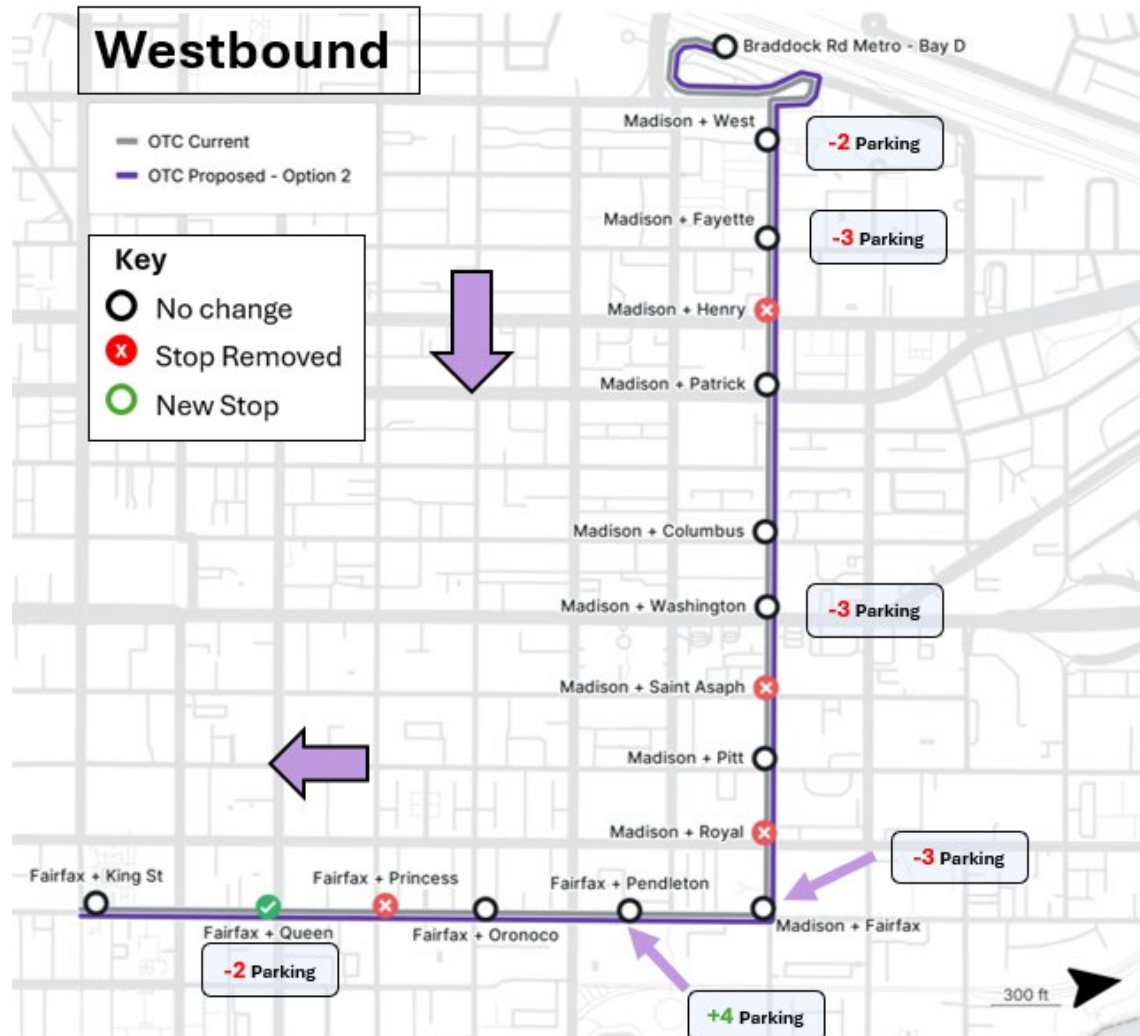 Westbound
OTC Current
OTC Proposed - Option 2
Key
No change
x Stop Removed
New Stop
Braddock Rd Metro - Bay D
Madison + West
-2 Parking
Madison + Fayette
-3 Parking
Madison + Henry
Madison + Patrick
Madison + Columbus
Madison + Washington
-3 Parking
Madison + Saint Asaph
Madison + Pitt
Madison + Royal
-3 Parking
Madison + Fairfax
Fairfax + Pendleton
+4 Parking
Fairfax + Oronoco
Fairfax + Princess
Fairfax + Queen
-2 Parking
Fairfax + King St
300 ft